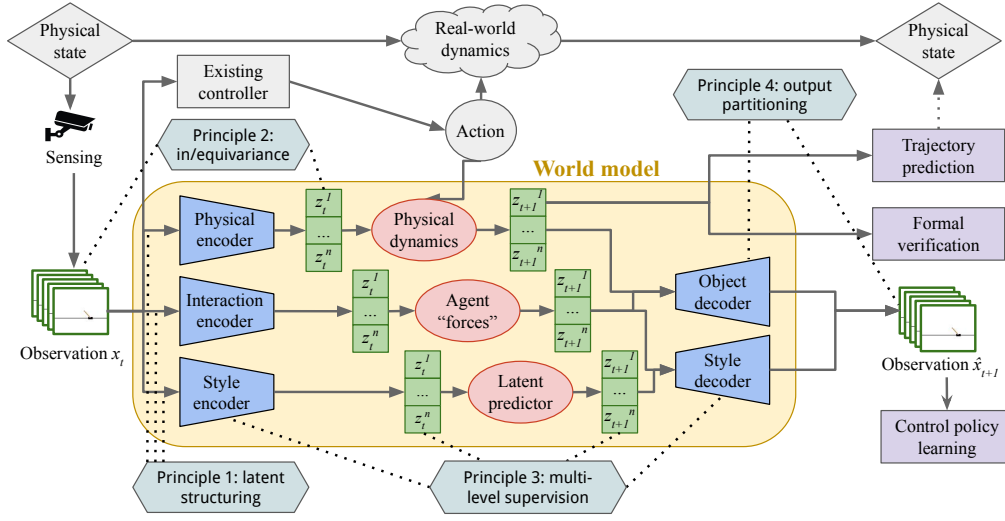 Physical
state
Real-world
dynamics
Physical
state
Existing
controller
Action
Sensing
Principle 2:
in/equivariance
Principle 4: output
partitioning
Trajectory
prediction
Formal
verification
World model
Physical
encoder
z_t^1
...
z_t^n
Physical
dynamics
z_{t+1}^1
...
z_{t+1}^n
Interaction
encoder
z_t^1
...
z_t^n
Agent
“forces”
z_{t+1}^1
...
z_{t+1}^n
Object
decoder
Style
encoder
z_t^1
...
z_t^n
Latent
predictor
z_{t+1}^1
...
z_{t+1}^n
Style
decoder
Observation x_t
Observation x̂_{t+1}
Control policy
learning
Principle 1: latent
structuring
Principle 3: multi-
level supervision